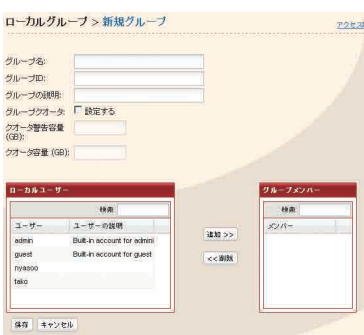 ローカルグループ > 新規グループ
アクセス
グループ名:
グループID:
グループの説明:
グループクオータ: 設定する
クオータ警告容量 (GB):
クオータ容量 (GB):
ローカルユーザー
検索
ユーザー ユーザーの説明
admin Built-in account for admini
guest Built-in account for guest
nyasoo
tako
追加 >>
<< 削除
グループメンバー
検索
メンバー
保存 キャンセル